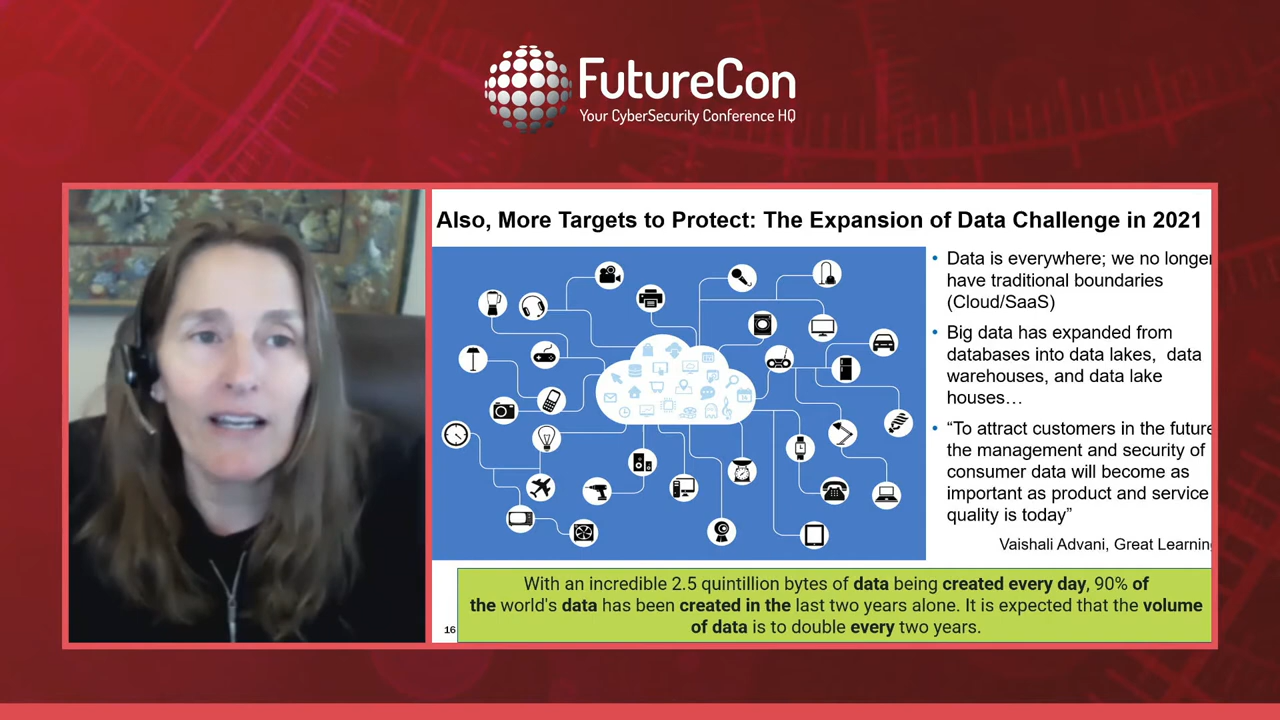 FutureCon
Your CyberSecurity Conference HQ
Also, More Targets to Protect: The Expansion of Data Challenge in 2021
• Data is everywhere; we no longer
have traditional boundaries
(Cloud/SaaS)
• Big data has expanded from
databases into data lakes, data
warehouses, and data lake
houses…
• “To attract customers in the future
the management and security of
consumer data will become as
important as product and service
quality is today”
Vaishali Advani, Great Learning
With an incredible 2.5 quintillion bytes of data being created every day, 90% of
the world's data has been created in the last two years alone. It is expected that the volume
of data is to double every two years.
16